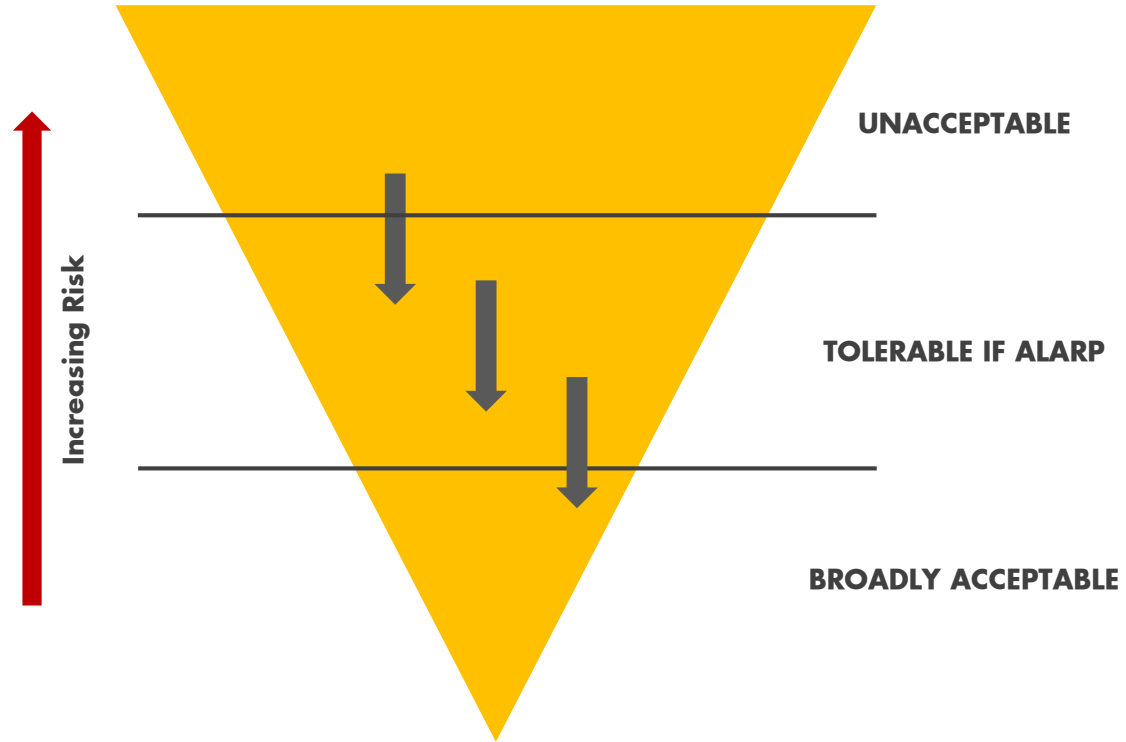 UNACCEPTABLE
Increasing Risk
TOLERABLE IF ALARP
BROADLY ACCEPTABLE